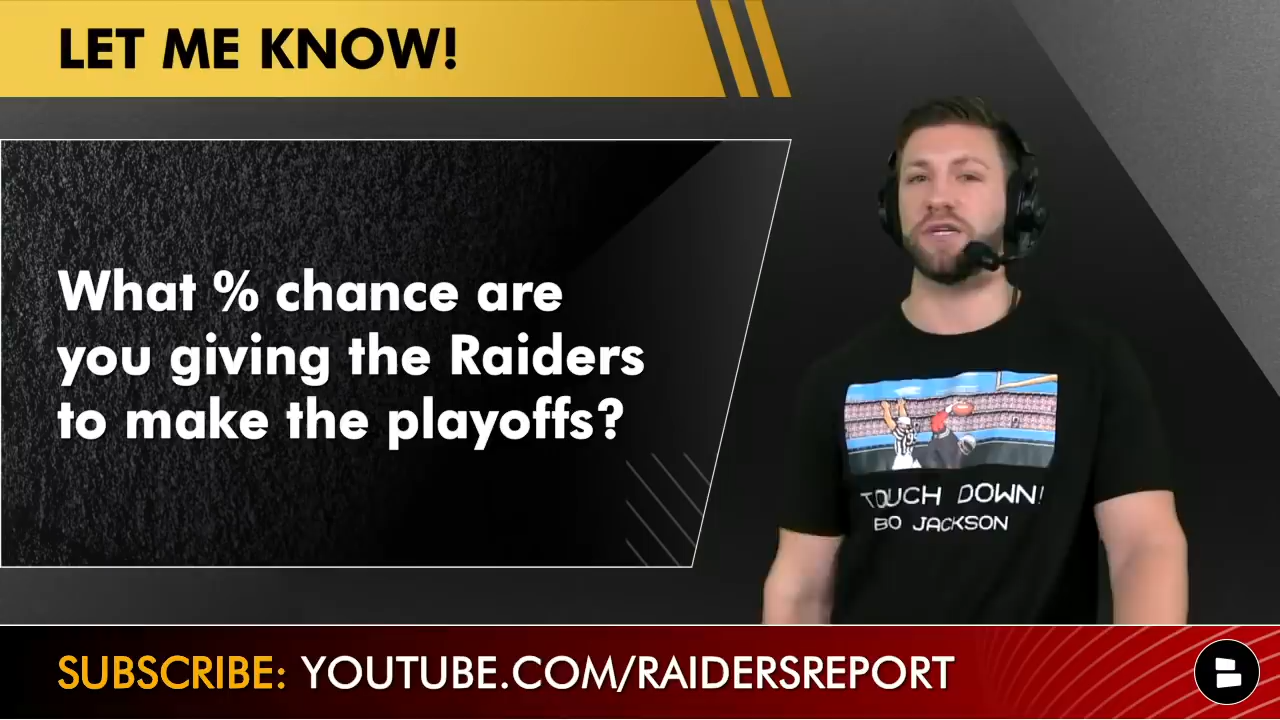 LET ME KNOW!
What % chance are
you giving the Raiders
to make the playoffs?
TOUCH DOWN!
BO JACKSON
SUBSCRIBE: YOUTUBE.COM/RAIDERSREPORT